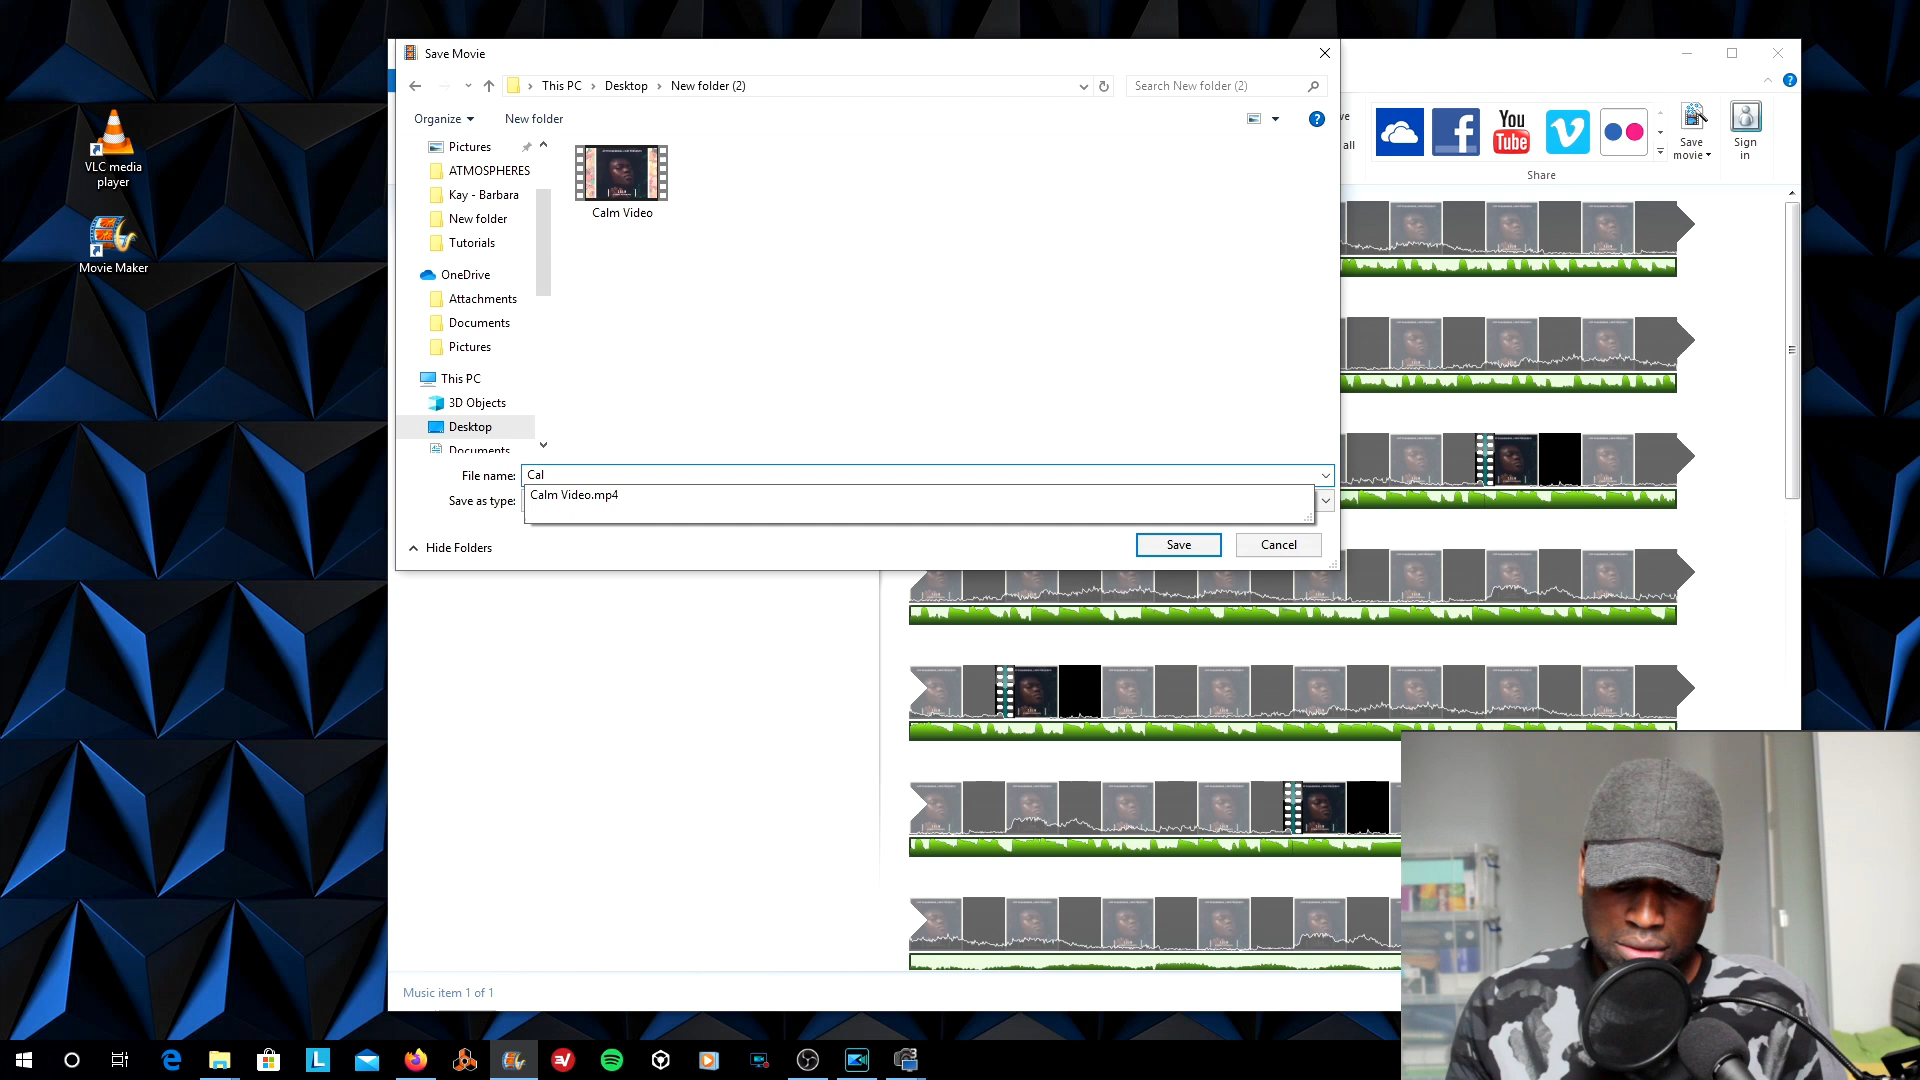 VLC media
player
Movie Maker
Save Movie
This PC
Desktop
New folder (2)
Search New folder (2)
Organize
New folder
Pictures
ATMOSPHERES
Kay - Barbara
New folder
Tutorials
OneDrive
Attachments
Documents
Pictures
This PC
3D Objects
Desktop
Documents
Calm Video
File name:
Cal
Calm Video.mp4
Save as type:
Hide Folders
Save
Cancel
ve
all
You
Tube
Save
movie
Sign
in
Share
Music item 1 of 1